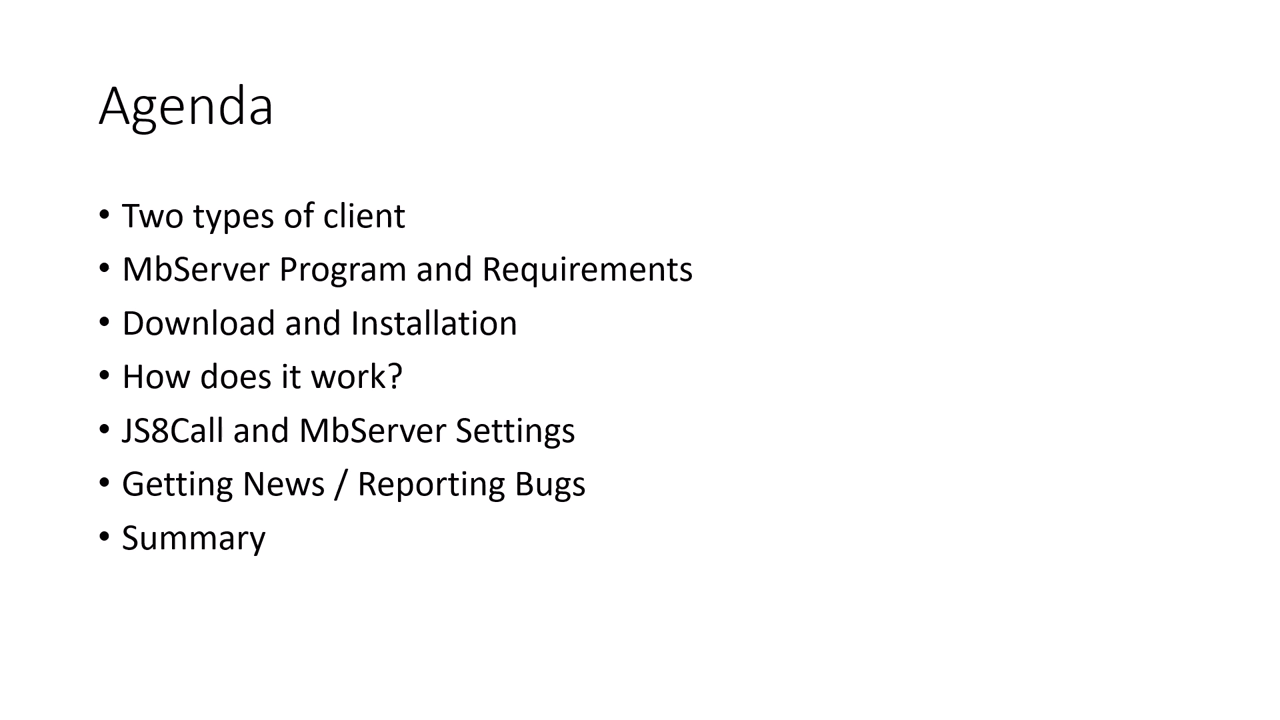 Agenda
• Two types of client
• MbServer Program and Requirements
• Download and Installation
• How does it work?
• JS8Call and MbServer Settings
• Getting News / Reporting Bugs
• Summary